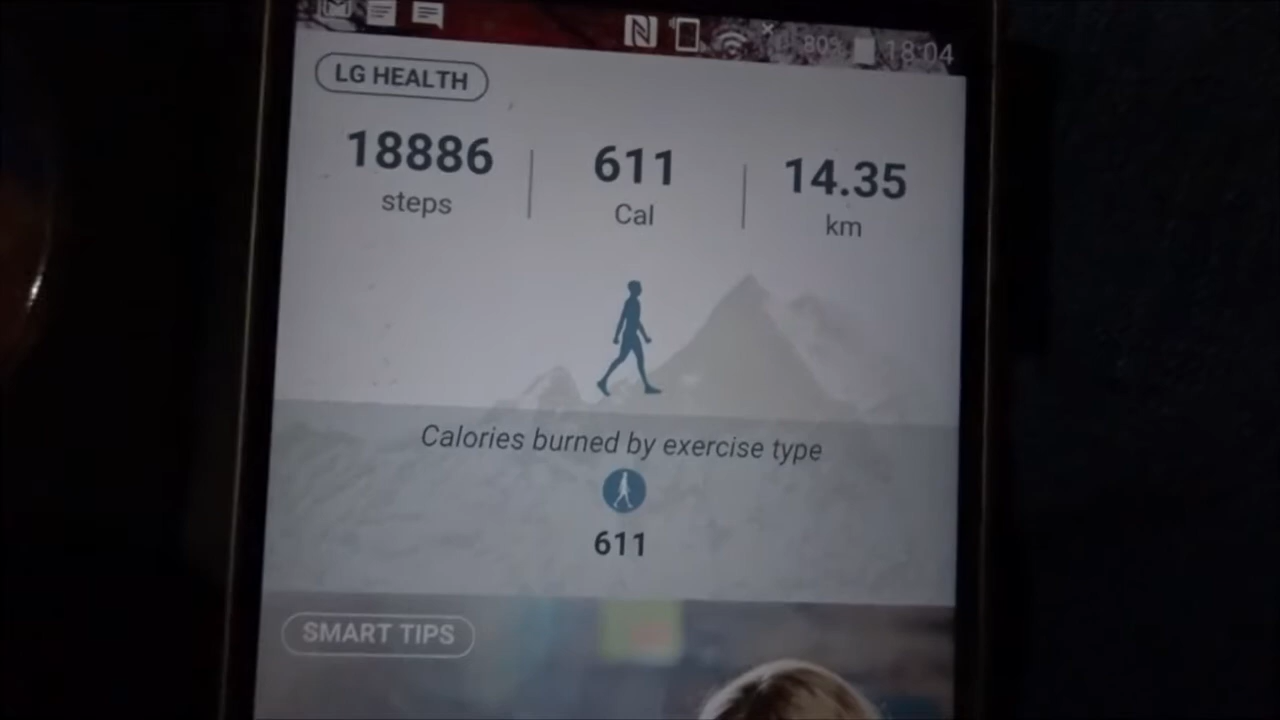 80% 18:04
LG HEALTH
18886 611 14.35
steps Cal km
Calories burned by exercise type
611
SMART TIPS